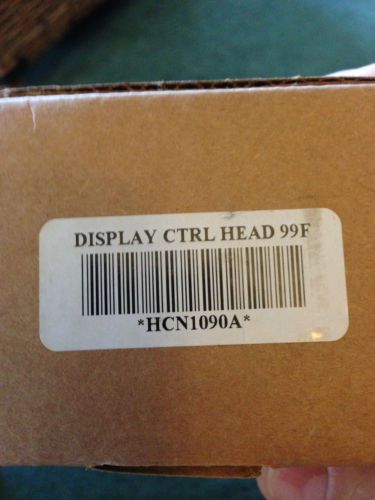 DISPLAY CTRL HEAD 99F
*HCN1090A*